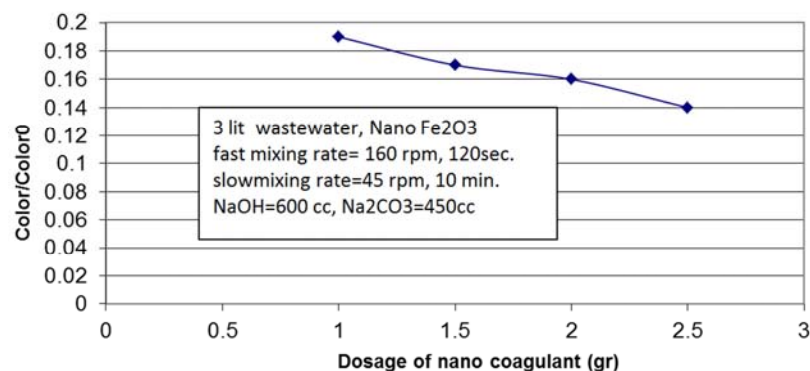 0.2
0.18
0.16
0.14
0.12
0.1
0.08
0.06
0.04
0.02
0
Color/Color0
3 lit wastewater, Nano Fe2O3
fast mixing rate= 160 rpm, 120sec.
slowmixing rate=45 rpm, 10 min.
NaOH=600 cc, Na2CO3=450cc
0 0.5 1 1.5 2 2.5 3
Dosage of nano coagulant (gr)